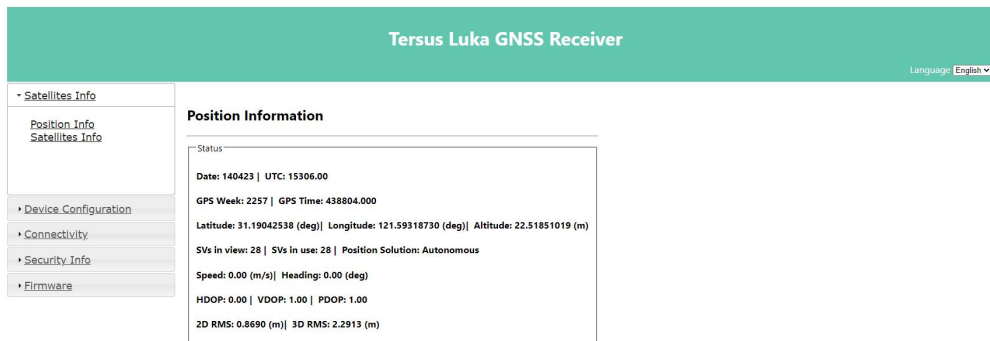 Tersus Luka GNSS Receiver
Language English
Satellites Info
Position Info
Satellites Info
Device Configuration
Connectivity
Security Info
Firmware
Position Information
Status
Date: 140423 | UTC: 15306.00
GPS Week: 2257 | GPS Time: 438804.000
Latitude: 31.19042538 (deg)| Longitude: 121.59318730 (deg)| Altitude: 22.51851019 (m)
SVs in view: 28 | SVs in use: 28 | Position Solution: Autonomous
Speed: 0.00 (m/s)| Heading: 0.00 (deg)
HDOP: 0.00 | VDOP: 1.00 | PDOP: 1.00
2D RMS: 0.8690 (m)| 3D RMS: 2.2913 (m)